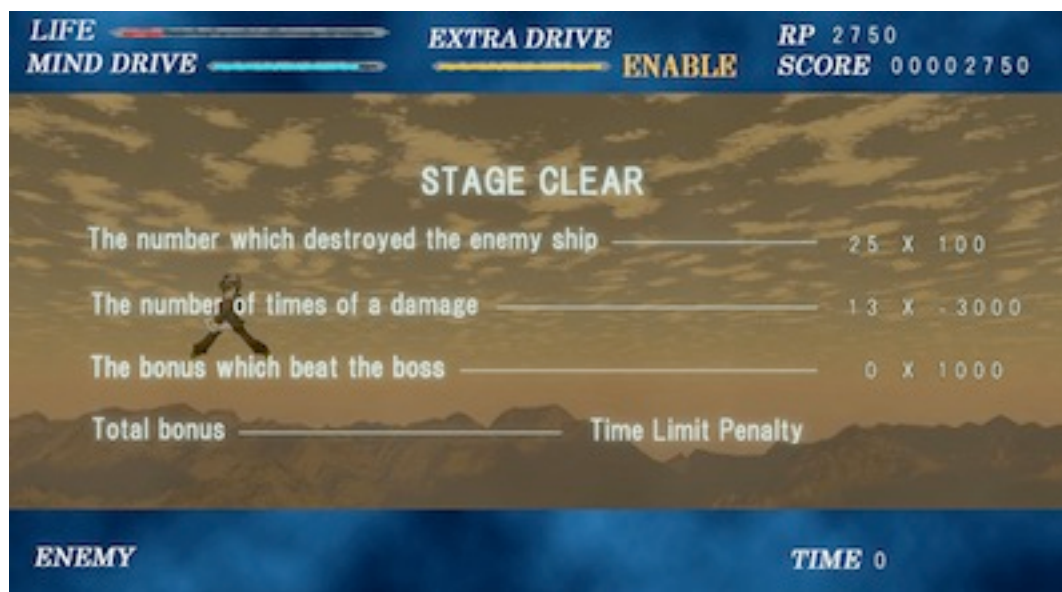 LIFE EXTRA DRIVE RP 2750
MIND DRIVE ENABLE SCORE 00002750
STAGE CLEAR
The number which destroyed the enemy ship 25 X 100
The number of times of a damage 13 X -3000
The bonus which beat the boss 0 X 1000
Total bonus Time Limit Penalty
ENEMY TIME 0